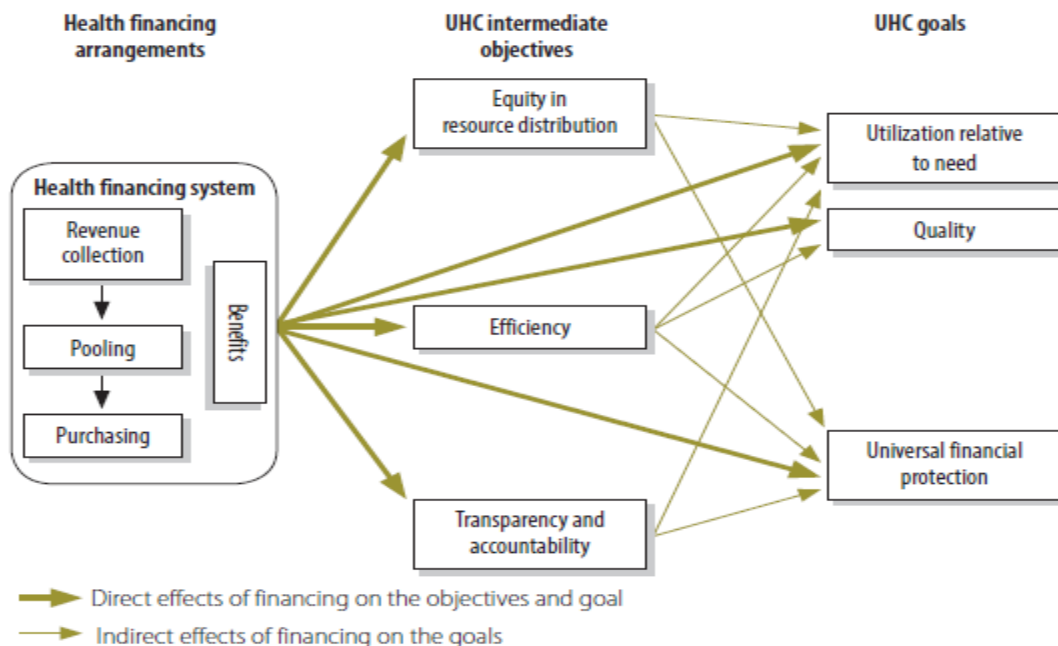 Health financing
arrangements
UHC intermediate
objectives
UHC goals
Health financing system
Revenue
collection
Pooling
Purchasing
Benefits
Equity in
resource distribution
Efficiency
Transparency and
accountability
Utilization relative
to need
Quality
Universal financial
protection
Direct effects of financing on the objectives and goal
Indirect effects of financing on the goals